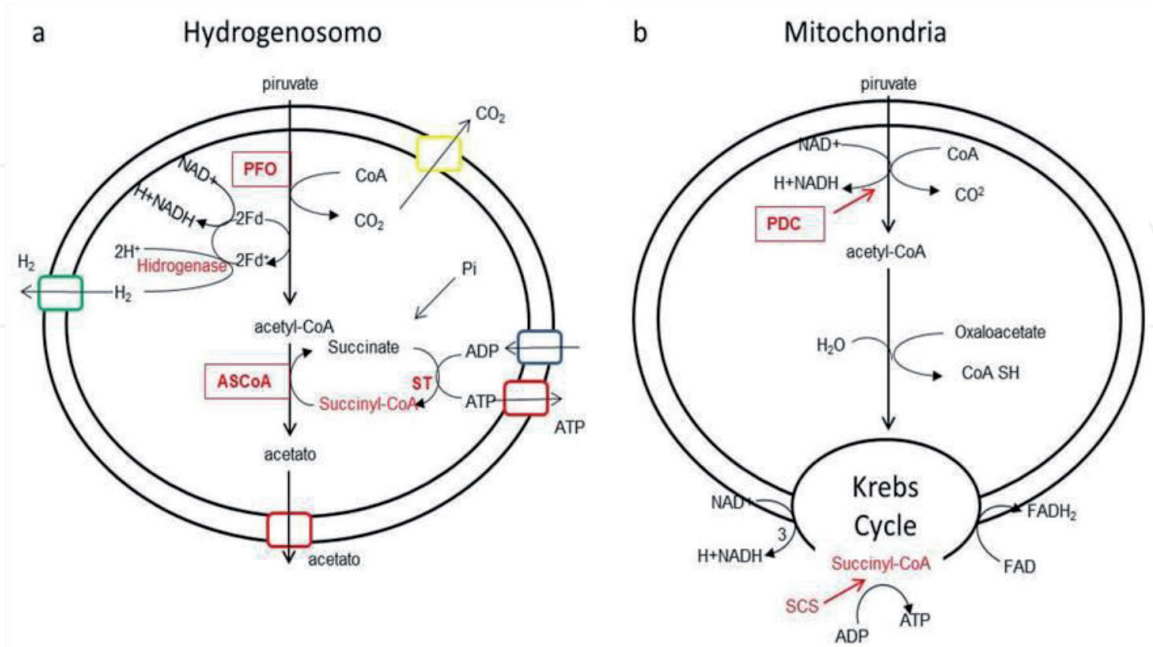 a
Hydrogenosomo
piruvate
CO₂
PFO
CoA
CO₂
NAD+
H+NADH
2Fd
2H⁺
Hidrogenase
2Fd⁺
H₂
H₂
Pi
acetyl-CoA
Succinate
ADP
ASCoA
ST
Succinyl-CoA
ATP
ATP
acetato
acetato
b
Mitochondria
piruvate
NAD+
CoA
H+NADH
CO²
PDC
acetyl-CoA
H₂O
Oxaloacetate
CoA SH
Krebs
Cycle
NAD+
3
H+NADH
FADH₂
FAD
Succinyl-CoA
SCS
ADP
ATP